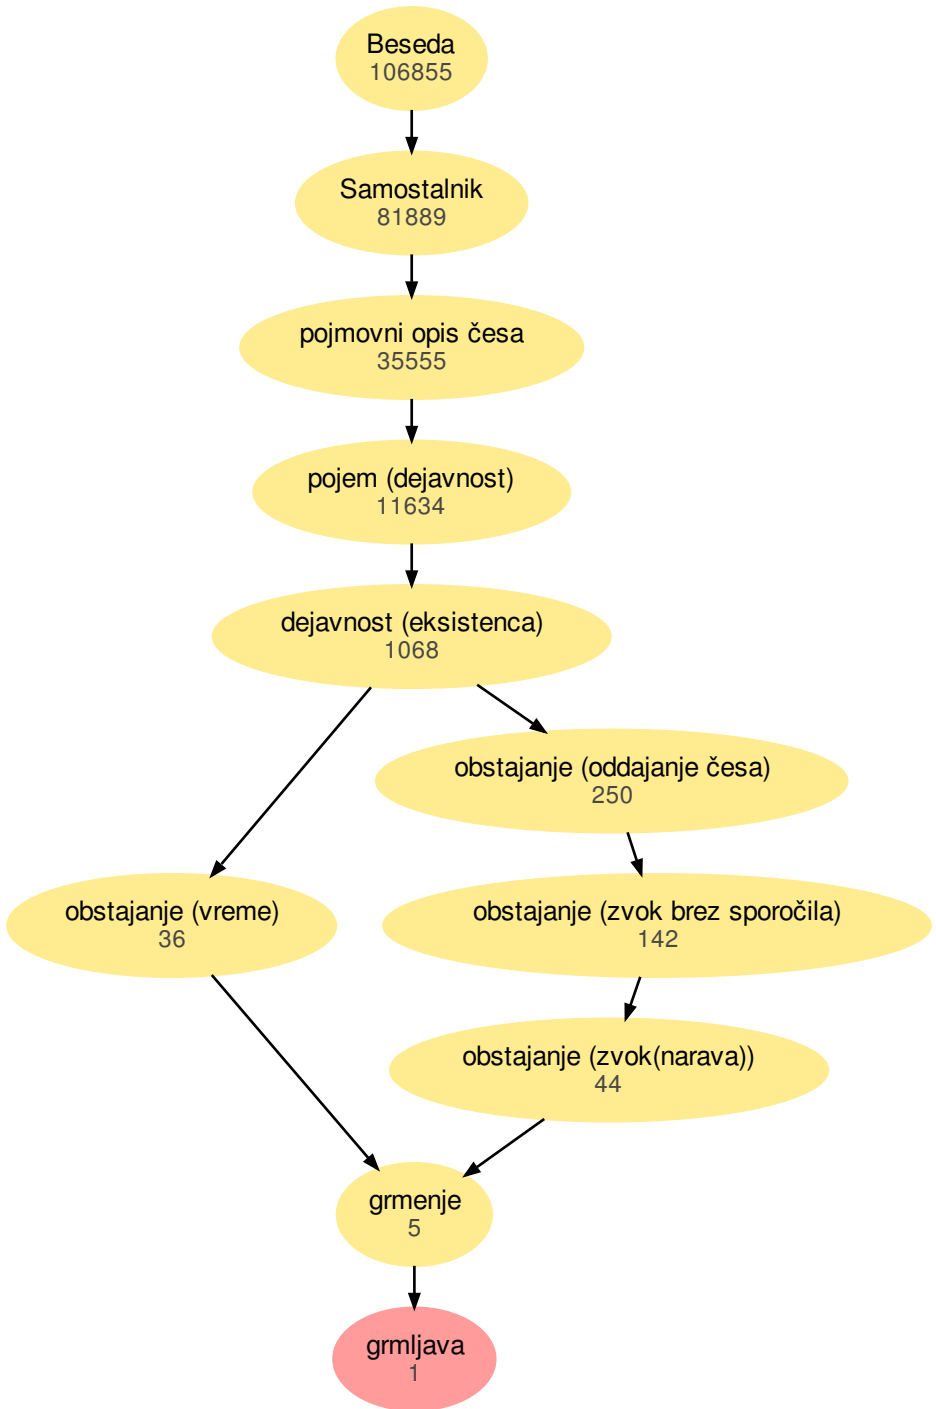 Beseda
106855
Samostalnik
81889
pojmovni opis česa
35555
pojem (dejavnost)
11634
dejavnost (eksistenca)
1068
obstajanje (oddajanje česa)
250
obstajanje (vreme)
36
obstajanje (zvok brez sporočila)
142
obstajanje (zvok(narava))
44
grmenje
5
grmljava
1